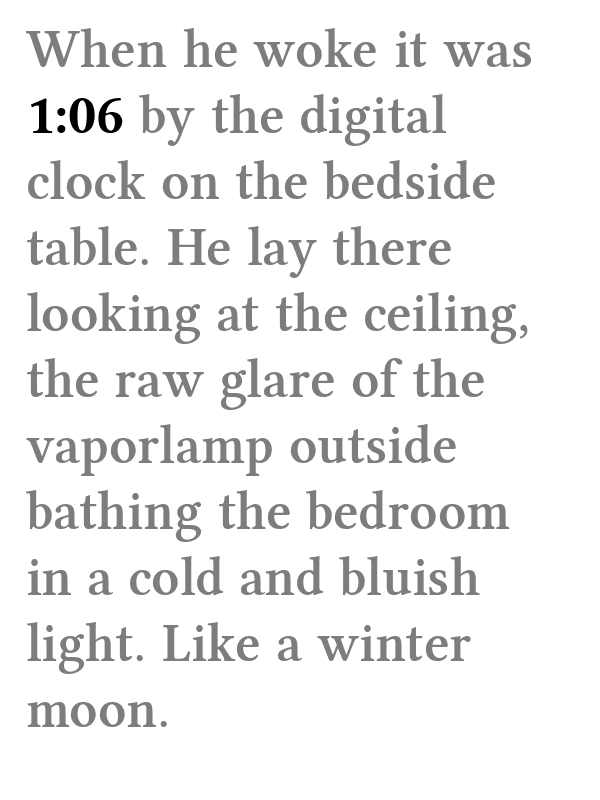 When he woke it was
1:06 by the digital
clock on the bedside
table. He lay there
looking at the ceiling,
the raw glare of the
vaporlamp outside
bathing the bedroom
in a cold and bluish
light. Like a winter
moon.